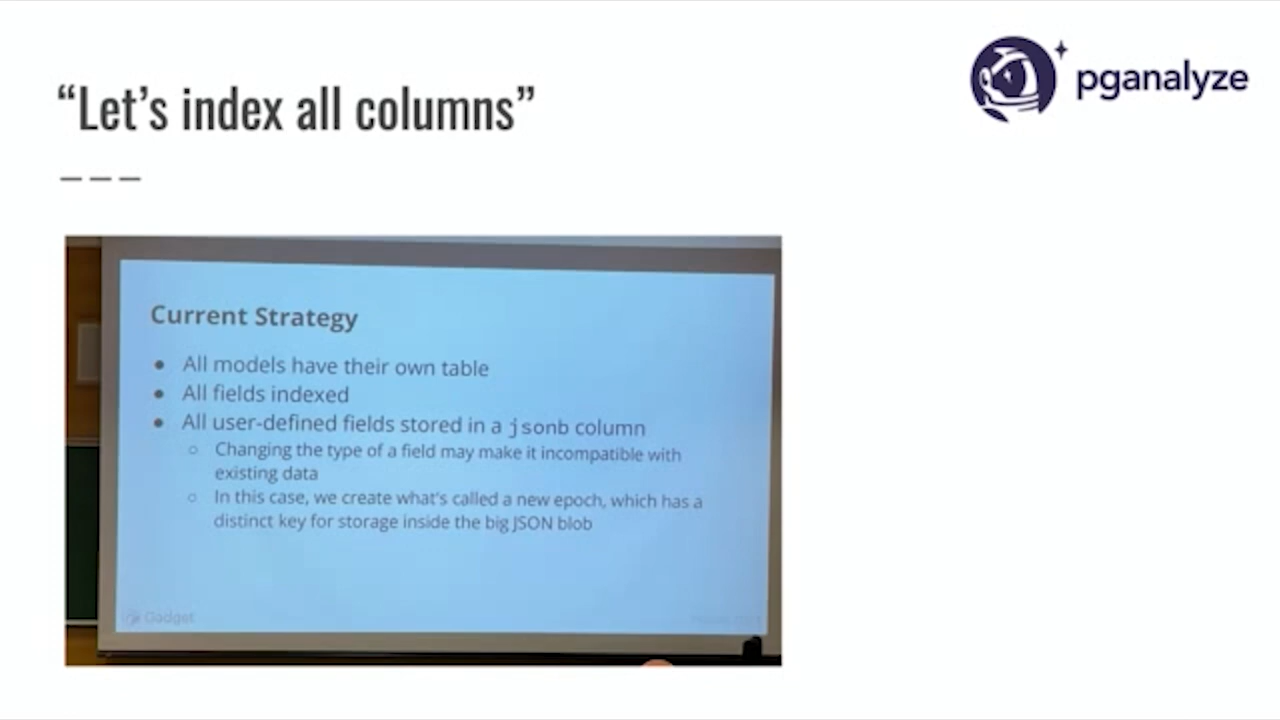 “Let’s index all columns”
pganalyze
Current Strategy
● All models have their own table
● All fields indexed
● All user-defined fields stored in a jsonb column
○ Changing the type of a field may make it incompatible with
existing data
○ In this case, we create what's called a new epoch, which has a
distinct key for storage inside the big JSON blob
Gadget